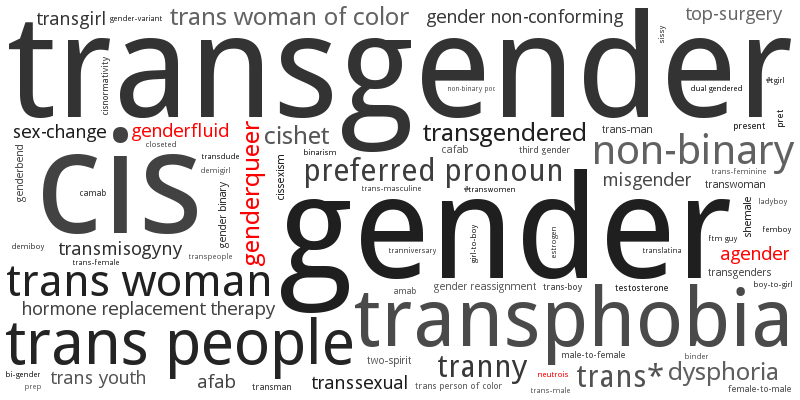 transgirl
gender-variant
trans woman of color
gender non-conforming
top-surgery
transgender
sissy
cisnormativity
non-binary poc
dual gendered
#tgirl
sex-change
genderfluid
cishet
transgendered
trans-man
present
pret
closeted
binarism
cafab
third gender
non-binary
genderbend
cis
transdude
demigirl
genderqueer
cissexism
preferred pronoun
trans-feminine
misgender
transwoman
camab
gender binary
trans-masculine
#transwomen
gender
shemale
ladyboy
femboy
demiboy
transmisogyny
trans-female
transpeople
tranniversary
girl-to-boy
estrogen
translatina
ftm guy
agender
transgenders
trans woman
amab
gender reassignment
trans-boy
testosterone
boy-to-girl
hormone replacement therapy
transphobia
trans people
two-spirit
tranny
male-to-female
binder
bi-gender
prep
trans youth
afab
transman
transsexual
trans person of color
neutrois
trans-male
trans*
dysphoria
female-to-male